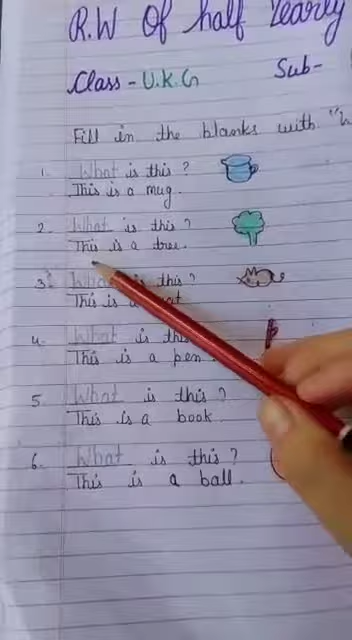 R.W Of half Yearly
Class - U.K.G Sub-
Fill in the blanks with
1. What is this?
This is a mug.
2. What is this?
This is a tree.
3. What is this?
This is a
4. What is this
This is a pen.
5. What is this?
This is a book.
6. What is this?
This is a ball.